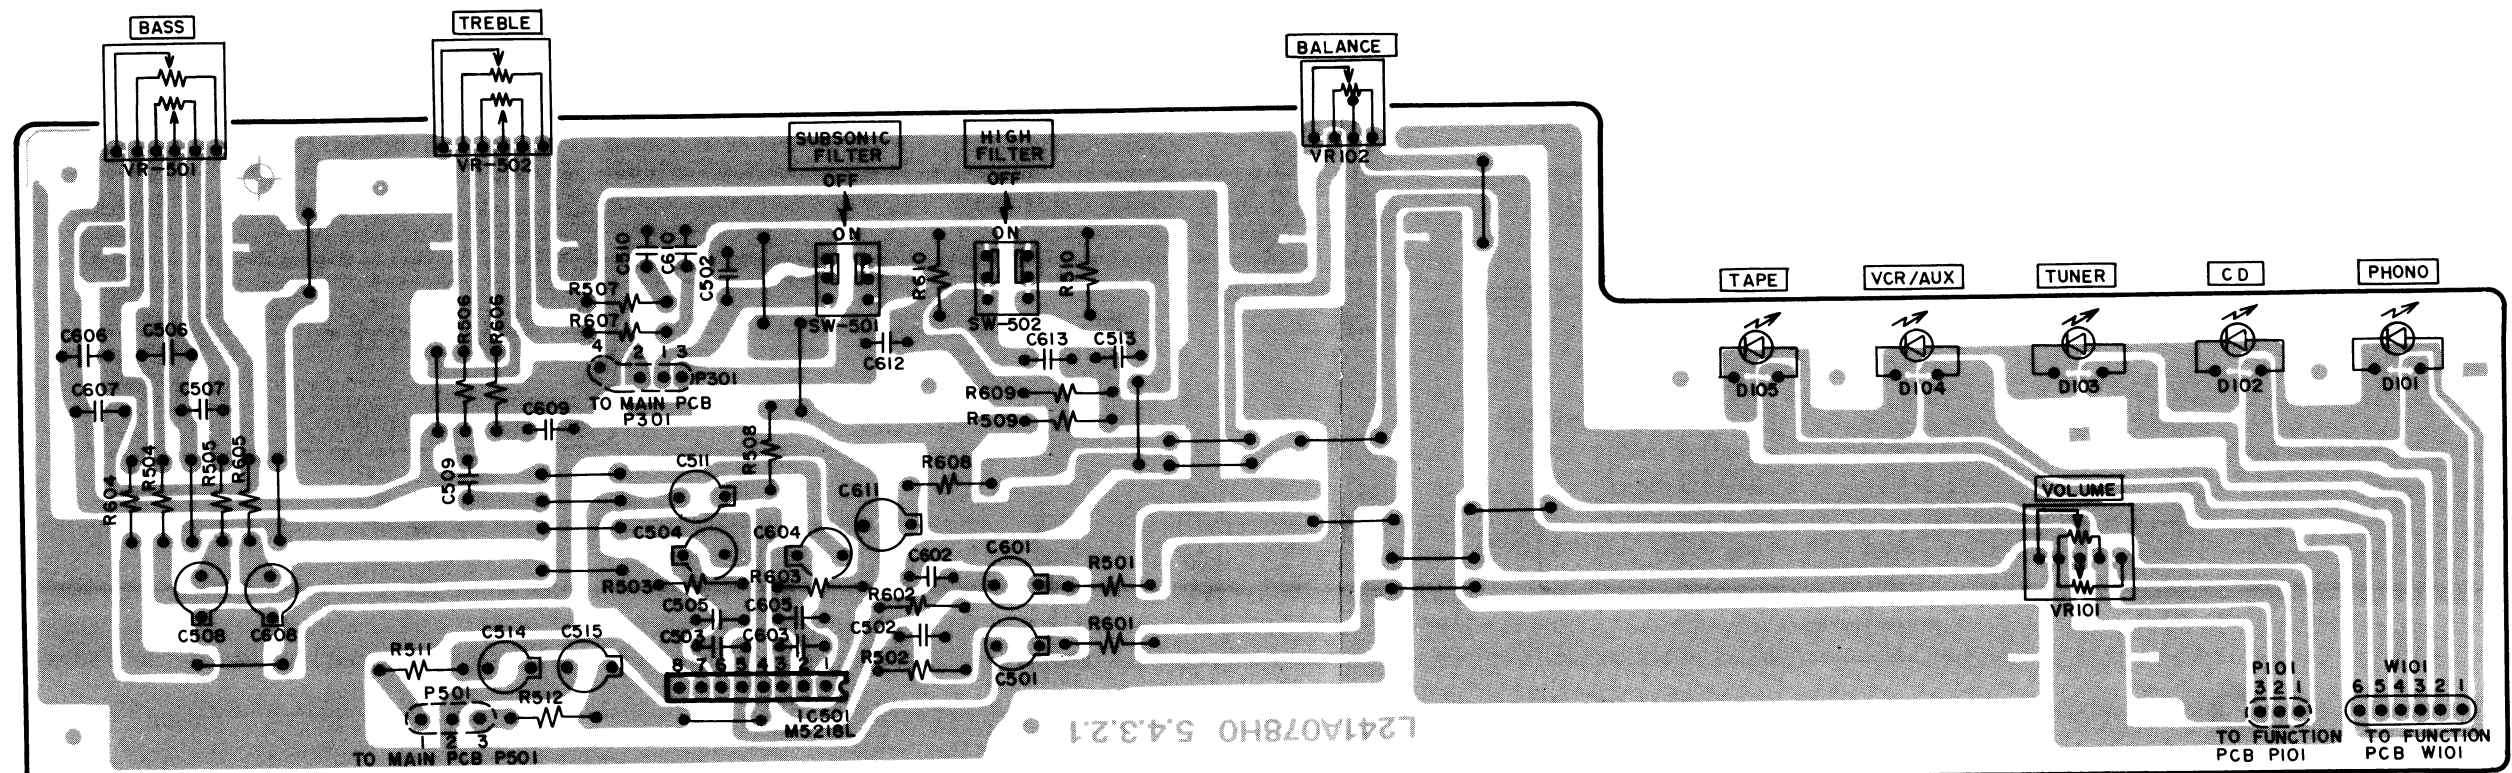 BASS
TREBLE
BALANCE
SUBSONIC
FILTER
HIGH
FILTER
OFF
OFF
ON
ON
VR-501
VR-502
VR102
C510
C610
C502
R610
R510
R507
R607
SW-501
SW-502
TAPE
VCR/AUX
TUNER
CD
PHONO
C606
C506
R506
R606
4 2 1 3
P301
TO MAIN PCB
P301
C612
C613
C513
D105
D104
D103
D102
D101
C607
C507
C609
R609
R509
R604
R504
R505
R605
C509
C511
R508
R608
C611
VOLUME
C504
C604
C602
C601
R501
R503
R603
R602
C505
C605
C502
C503
C603
R502
R601
C501
VR101
C508
C608
R511
C514
C515
8 7 6 5 4 3 2 1
P501
R512
IC501
M5218L
1 2 3
TO MAIN PCB P501
L241A078H0 5.4.3.2.1
P101
3 2 1
W101
6 5 4 3 2 1
TO FUNCTION
PCB P101
TO FUNCTION
PCB W101